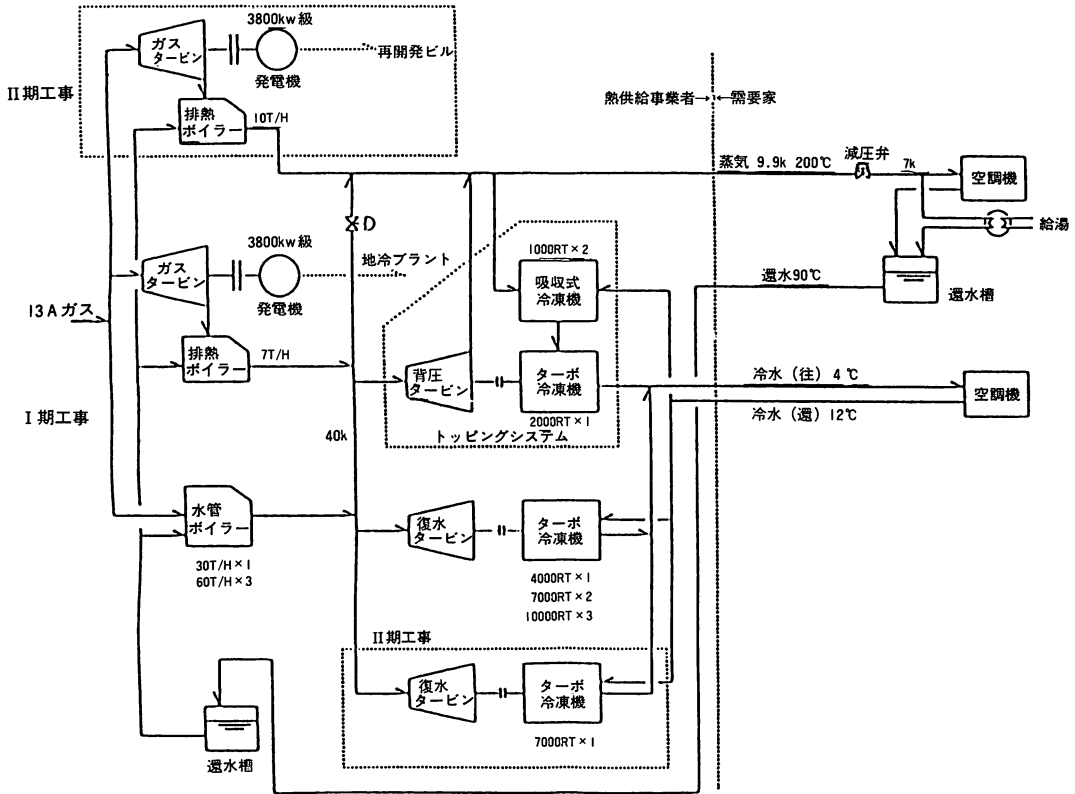 3800kw級
ガス
タービン
発電機
再開発ビル
II期工事
排熱
ボイラー
10T/H
熱供給事業者→
←需要家
蒸気 9.9k 200℃
減圧弁
7k
空調機
給湯
還水槽
D
3800kw級
ガス
タービン
発電機
地冷プラント
1000RT×2
吸収式
冷凍機
還水90℃
13Aガス
排熱
ボイラー
7T/H
背圧
タービン
ターボ
冷凍機
2000RT×1
トッピングシステム
冷水(往) 4℃
冷水(還) 12℃
空調機
I期工事
40k
水管
ボイラー
30T/H×1
60T/H×3
復水
タービン
ターボ
冷凍機
4000RT×1
7000RT×2
10000RT×3
II期工事
復水
タービン
ターボ
冷凍機
7000RT×1
還水槽